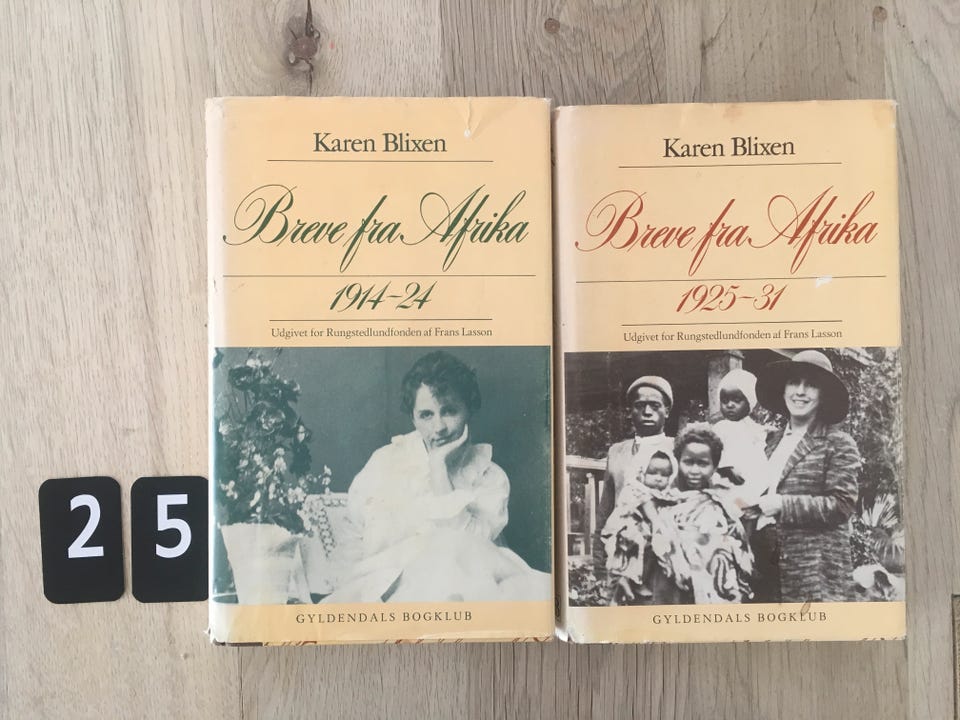 Karen Blixen
Breve fra Afrika
1914-24
Udgivet for Rungstedlundfonden af Frans Lasson
GYLDENDALS BOGKLUB
Karen Blixen
Breve fra Afrika
1925-31
Udgivet for Rungstedlundfonden af Frans Lasson
GYLDENDALS BOGKLUB
2 5